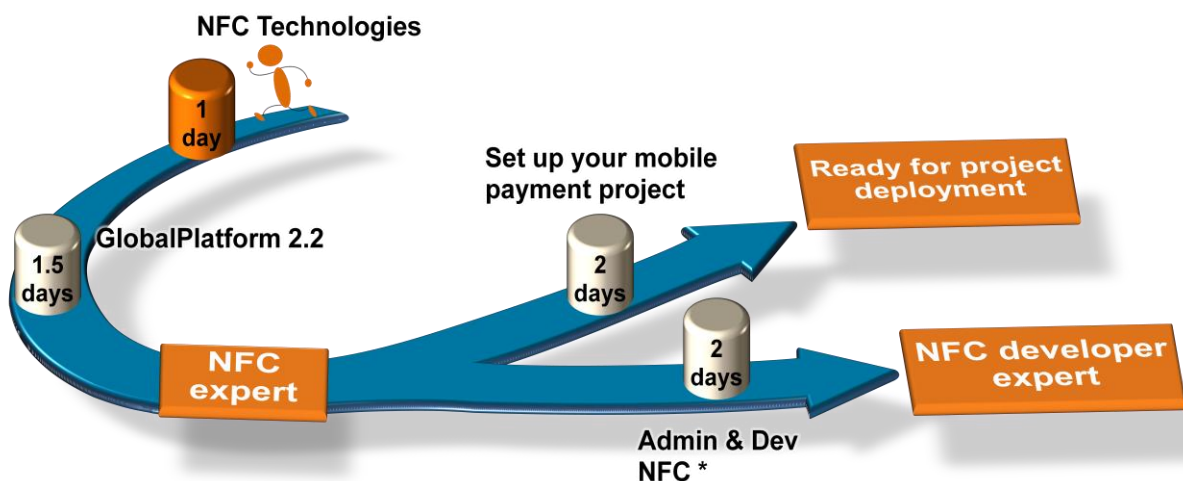 NFC Technologies
1
day
GlobalPlatform 2.2
1.5
days
NFC
expert
Set up your mobile
payment project
2
days
Ready for project
deployment
2
days
Admin & Dev
NFC *
NFC developer
expert